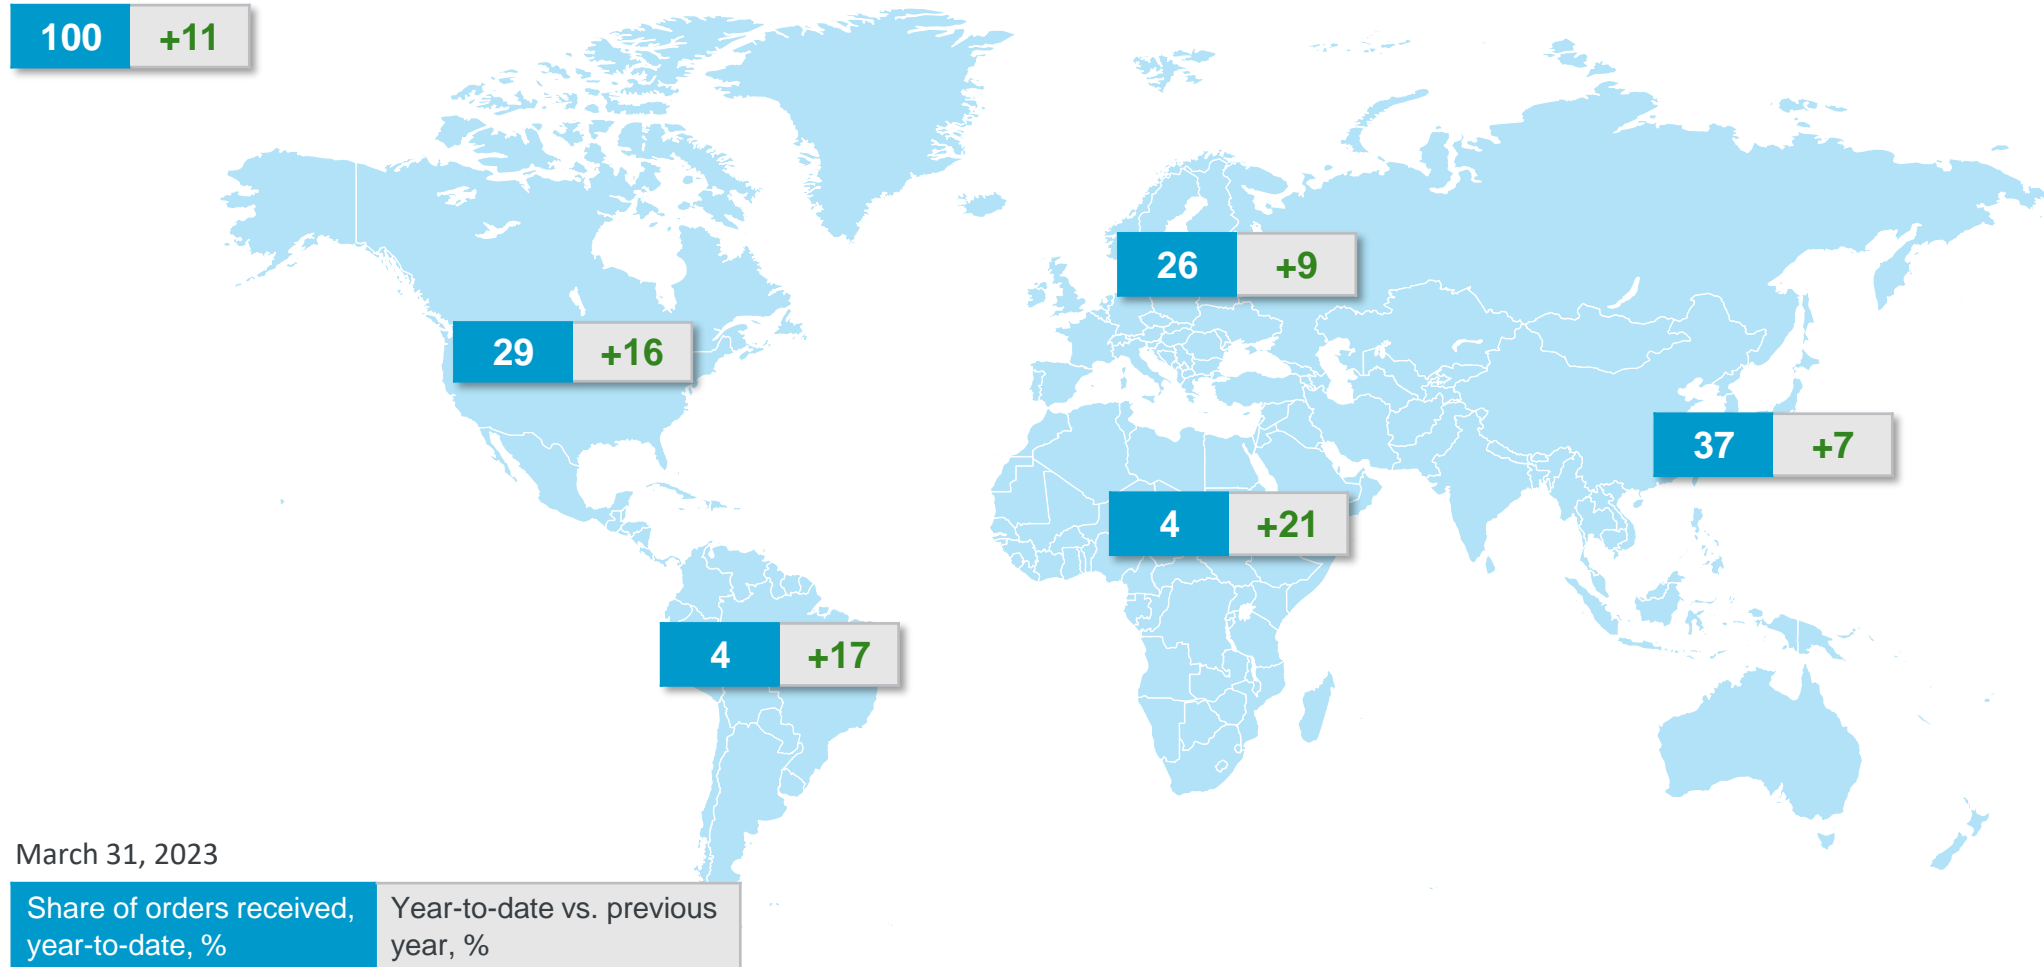 100 +11
26 +9
29 +16
37 +7
4 +21
4 +17
March 31, 2023
Share of orders received,
year-to-date, %
Year-to-date vs. previous
year, %